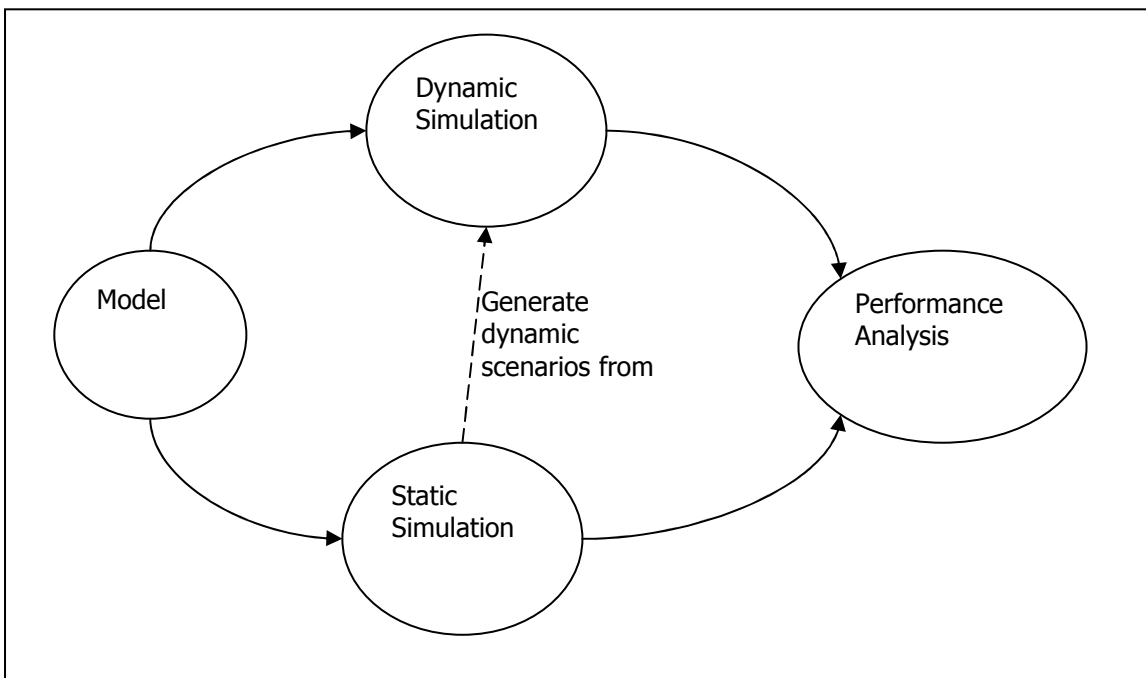 Dynamic
Simulation
Model
Generate
dynamic
scenarios from
Performance
Analysis
Static
Simulation